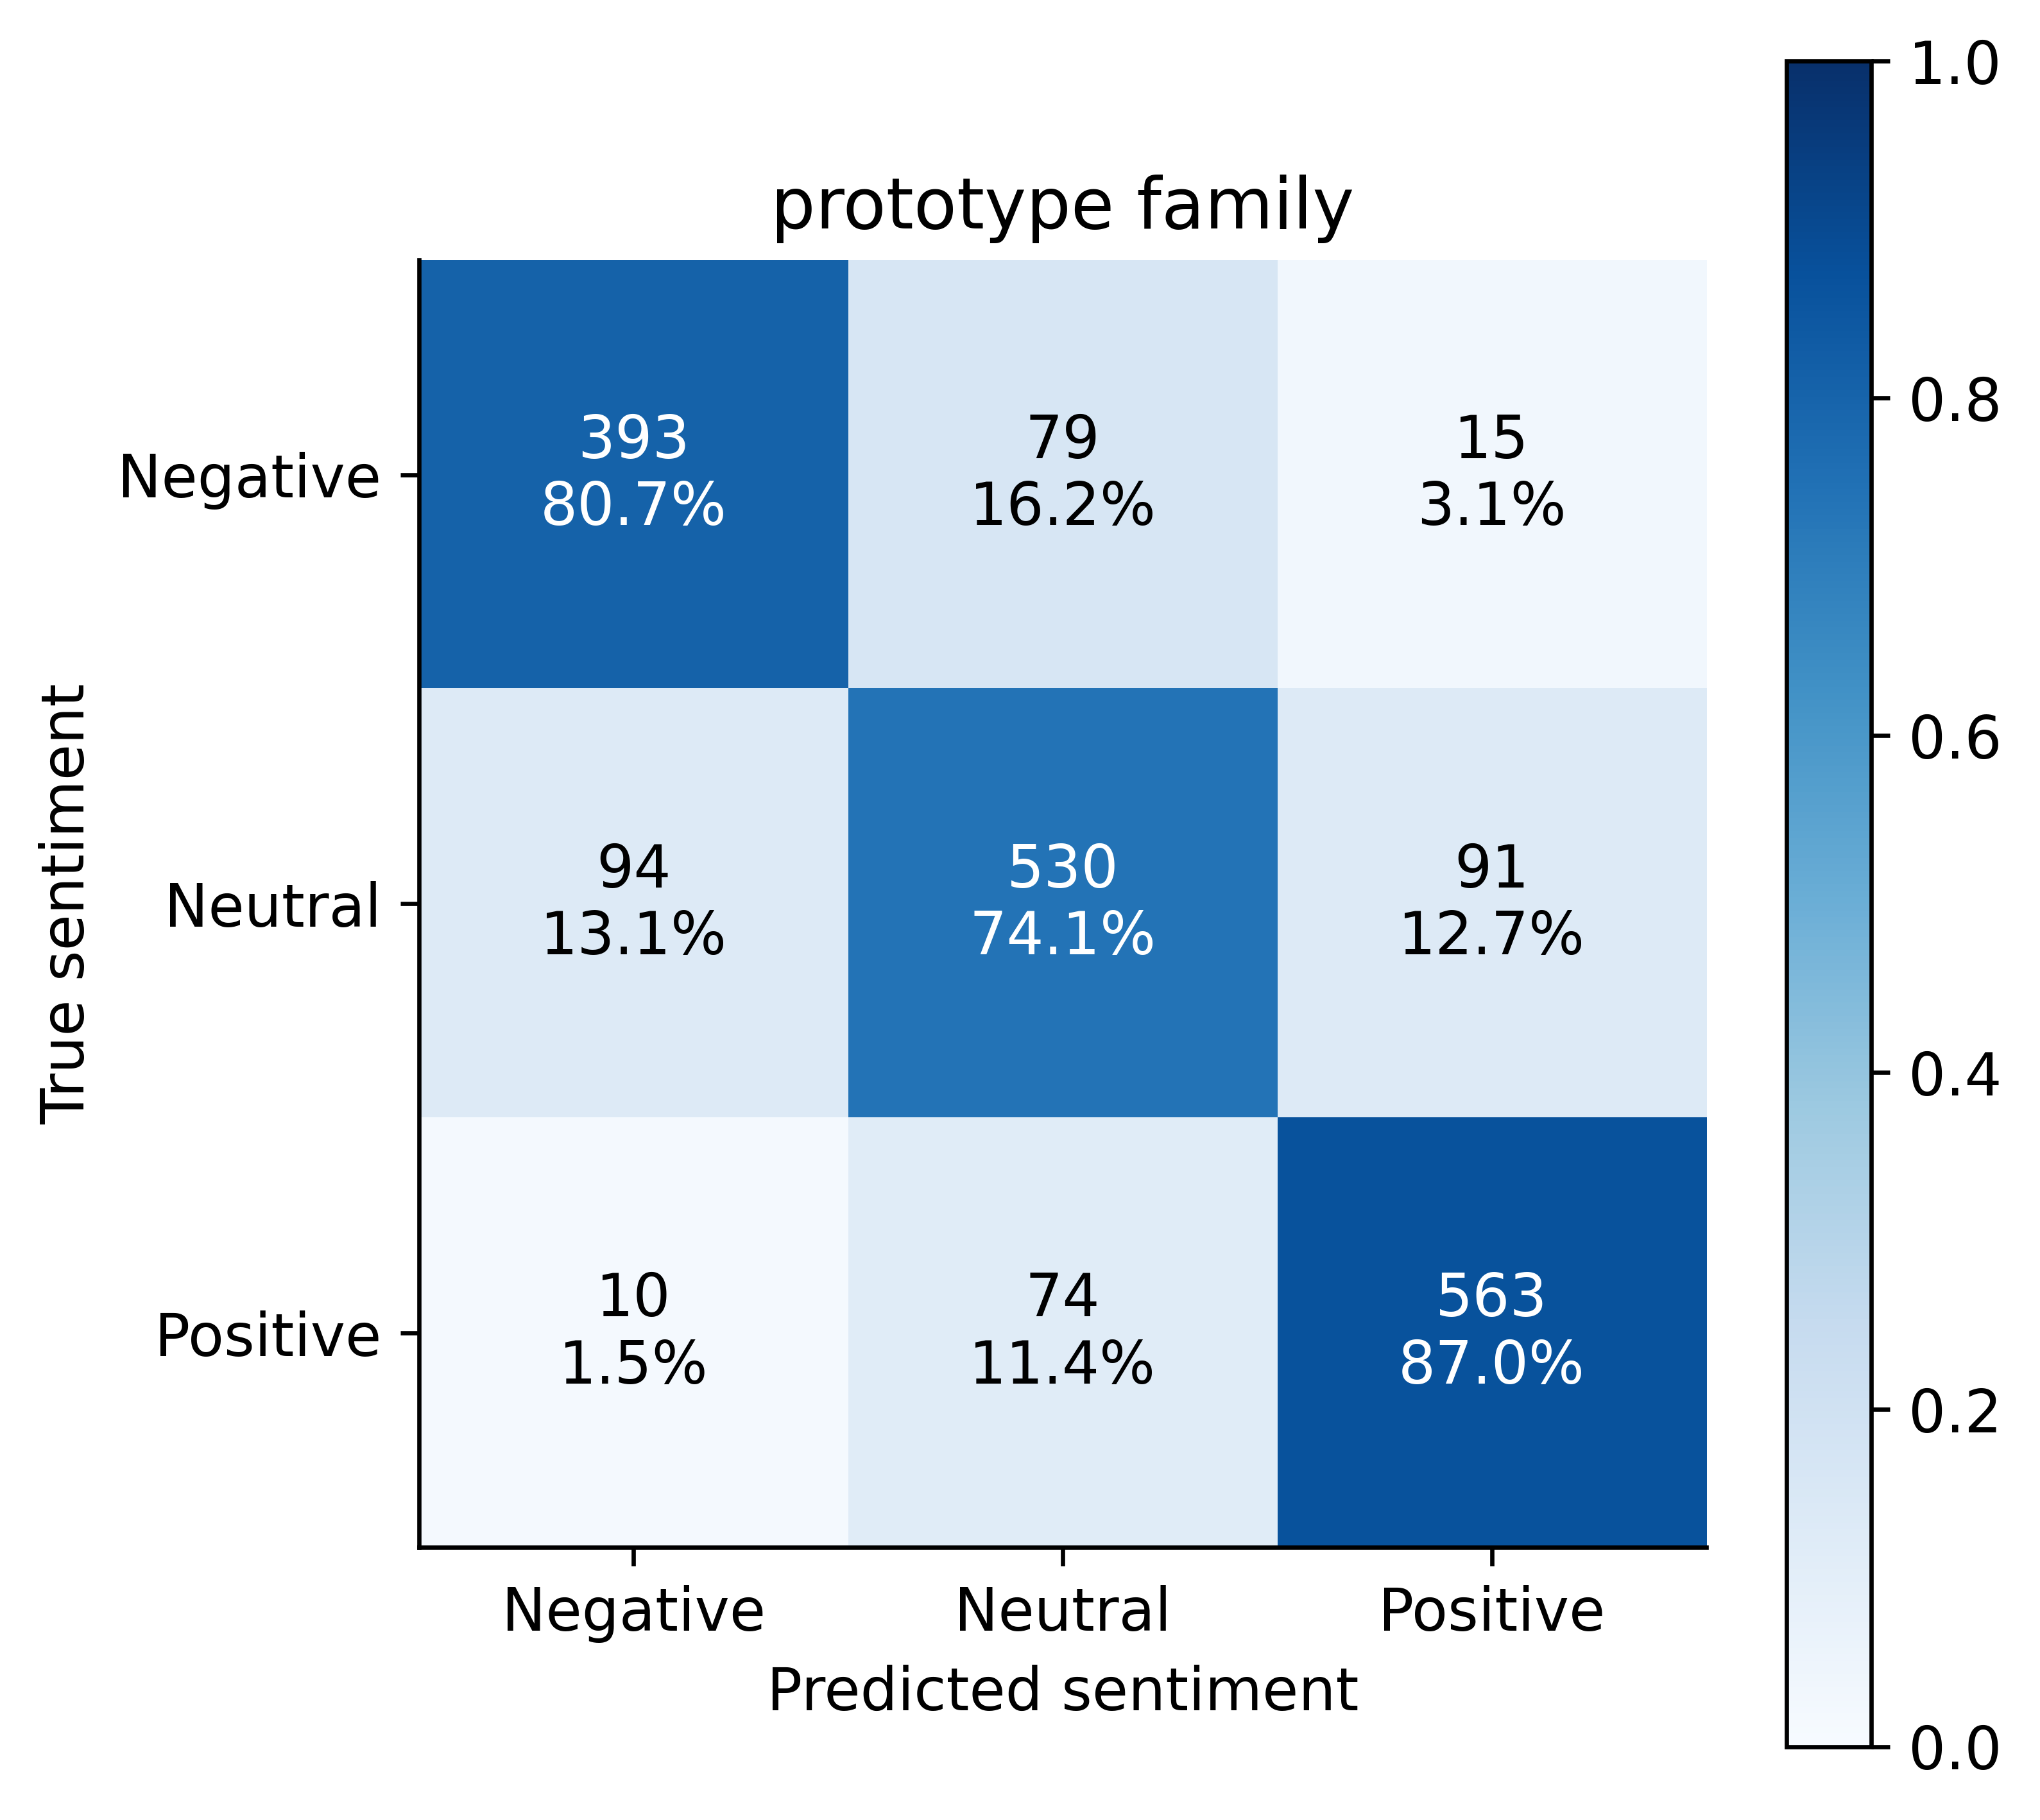 prototype family
True sentiment
Negative
393
80.7%
79
16.2%
15
3.1%
Neutral
94
13.1%
530
74.1%
91
12.7%
Positive
10
1.5%
74
11.4%
563
87.0%
Negative
Neutral
Positive
Predicted sentiment
1.0
0.8
0.6
0.4
0.2
0.0